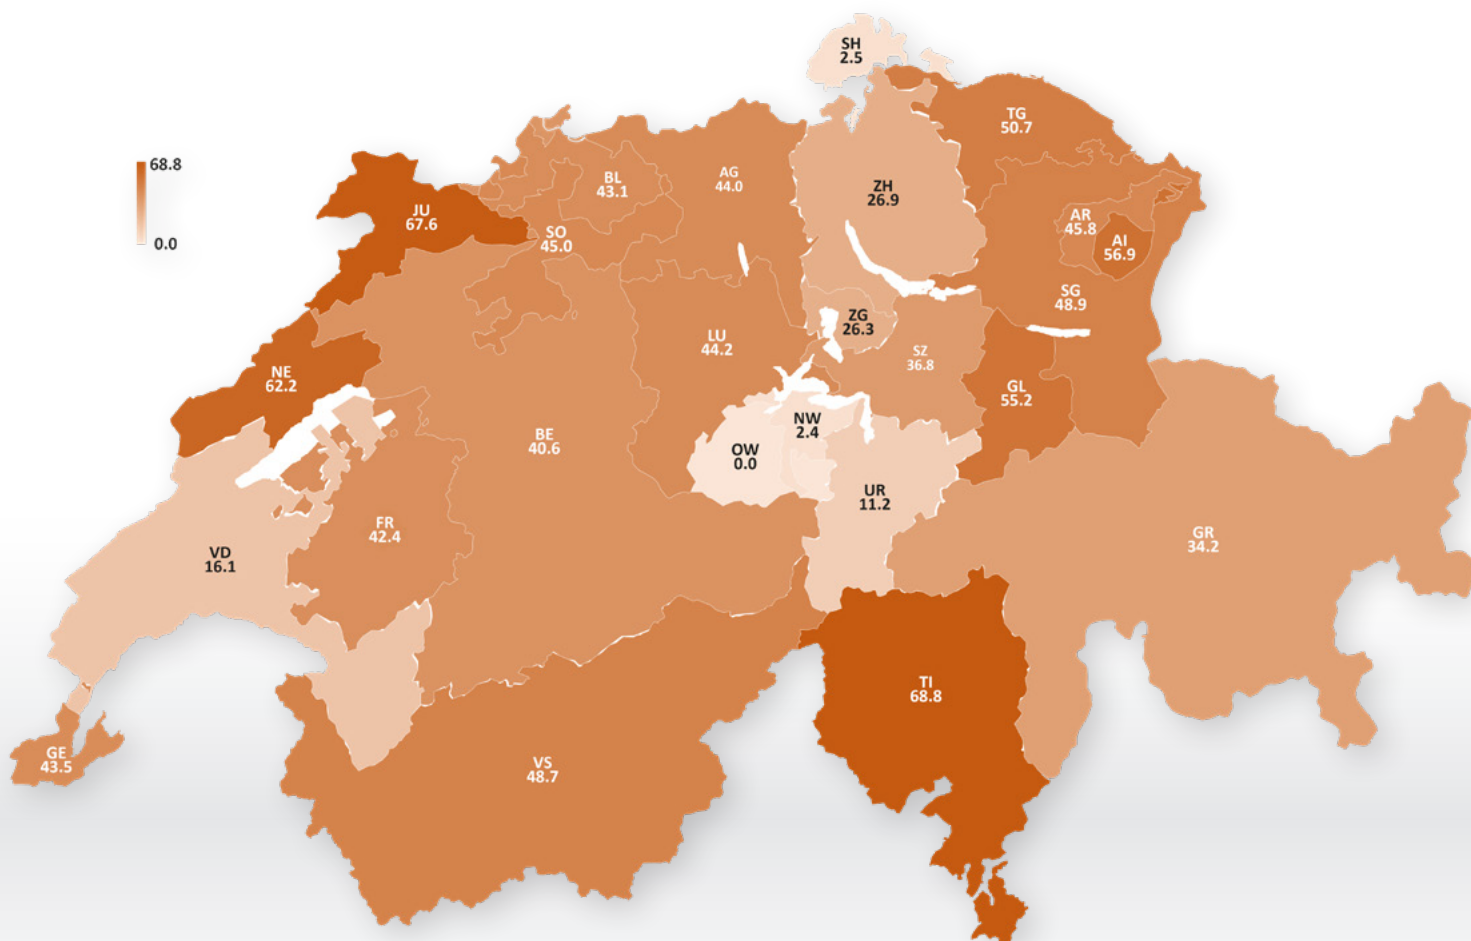 SH
2.5
TG
50.7
68.8
0.0
BL
43.1
AG
44.0
ZH
26.9
JU
67.6
SO
45.0
AR
45.8
AI
56.9
SG
48.9
ZG
26.3
LU
44.2
SZ
36.8
NE
62.2
GL
55.2
BE
40.6
NW
2.4
OW
0.0
UR
11.2
FR
42.4
GR
34.2
VD
16.1
TI
68.8
GE
43.5
VS
48.7